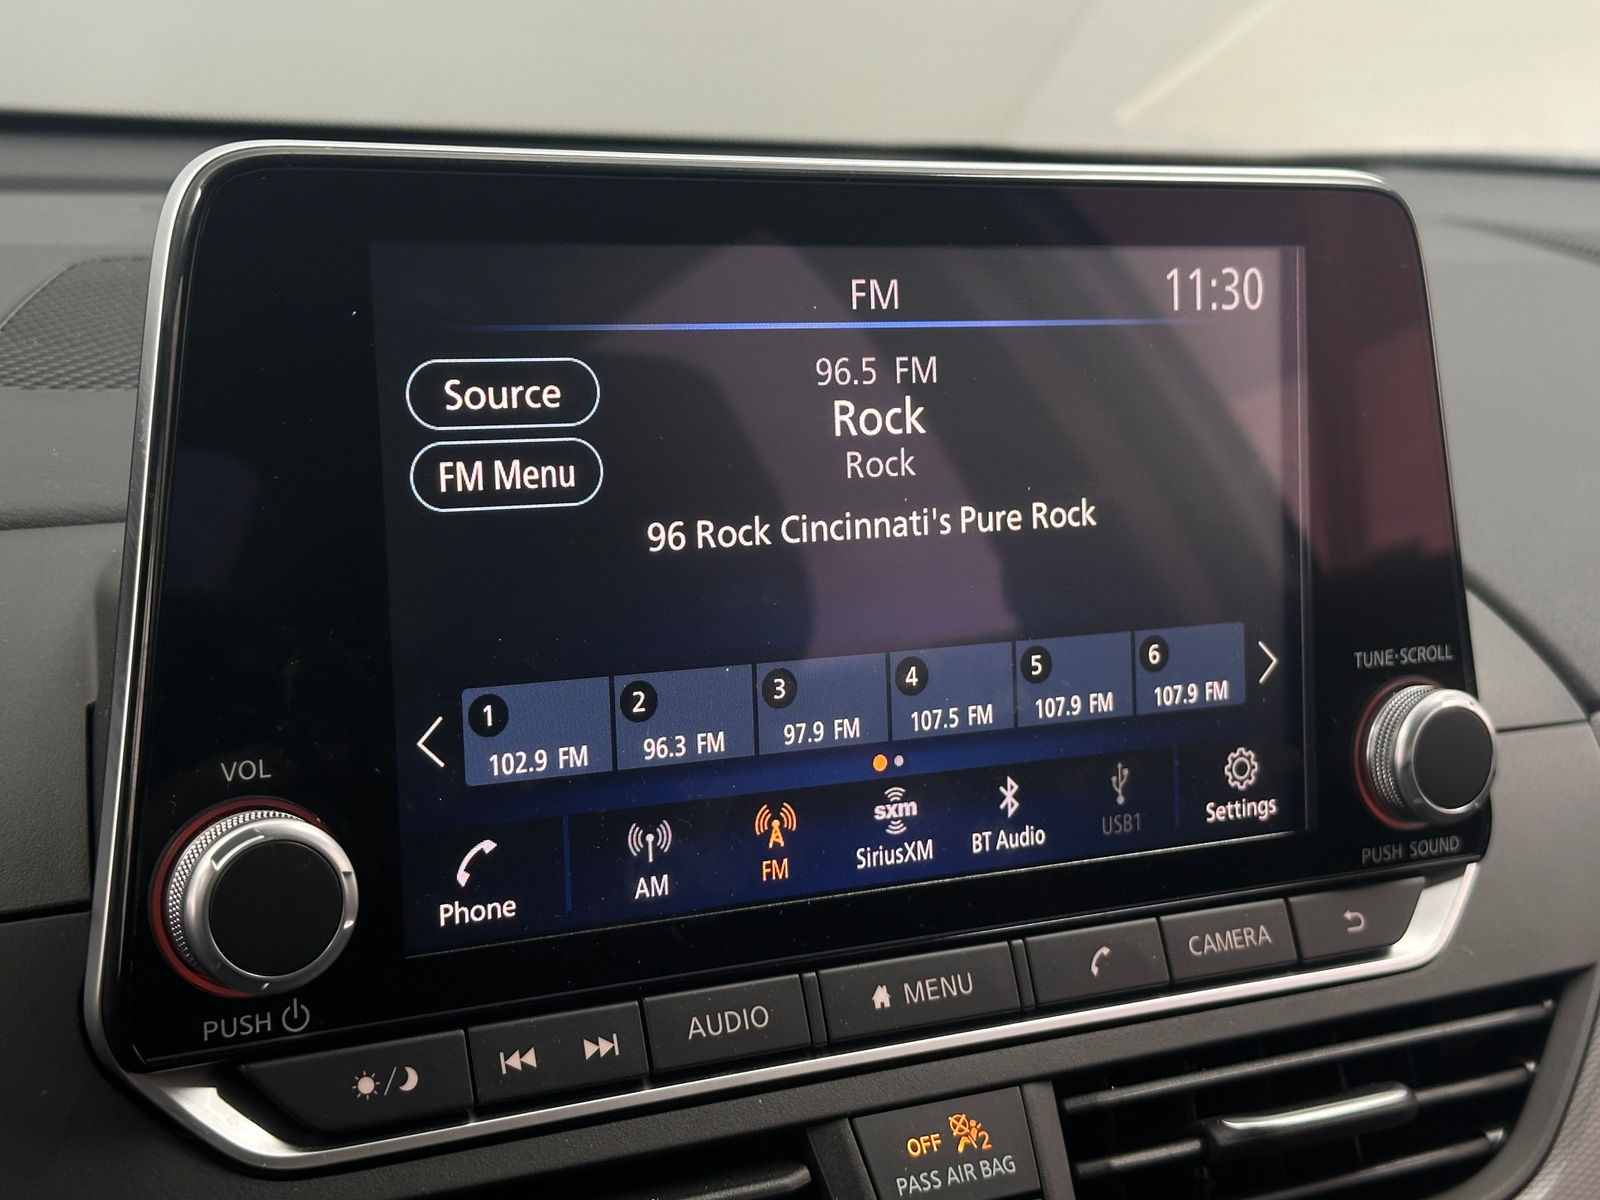 FM
11:30
Source
FM Menu
96.5 FM
Rock
Rock
96 Rock Cincinnati's Pure Rock
1
102.9 FM
2
96.3 FM
3
97.9 FM
4
107.5 FM
5
107.9 FM
6
107.9 FM
Phone
AM
FM
sxm
SiriusXM
BT Audio
USB1
Settings
VOL
PUSH
TUNE·SCROLL
PUSH SOUND
AUDIO
MENU
CAMERA
OFF 2
PASS AIR BAG